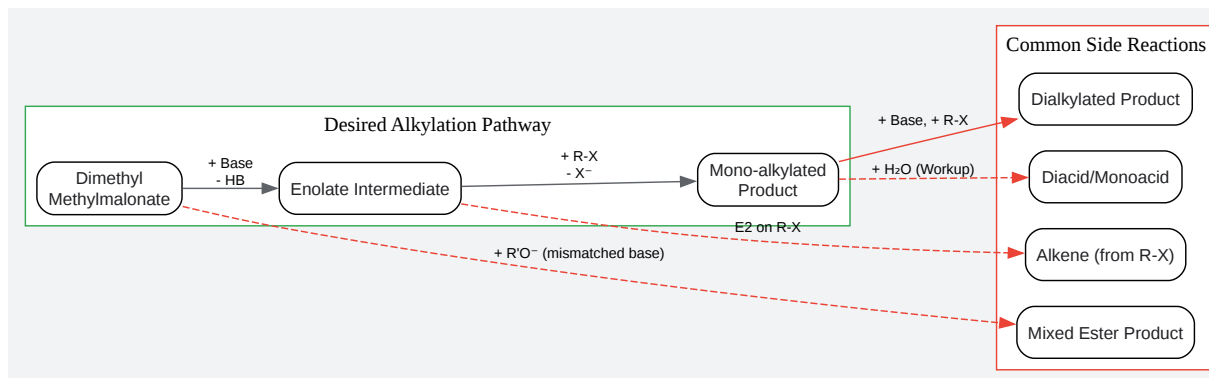 Common Side Reactions
Dialkylated Product
+ Base, + R-X
Desired Alkylation Pathway
Dimethyl
Methylmalonate
+ Base
- HB
Enolate Intermediate
+ R-X
- X⁻
Mono-alkylated
Product
+ H₂O (Workup)
Diacid/Monoacid
E2 on R-X
Alkene (from R-X)
+ R'O⁻ (mismatched base)
Mixed Ester Product